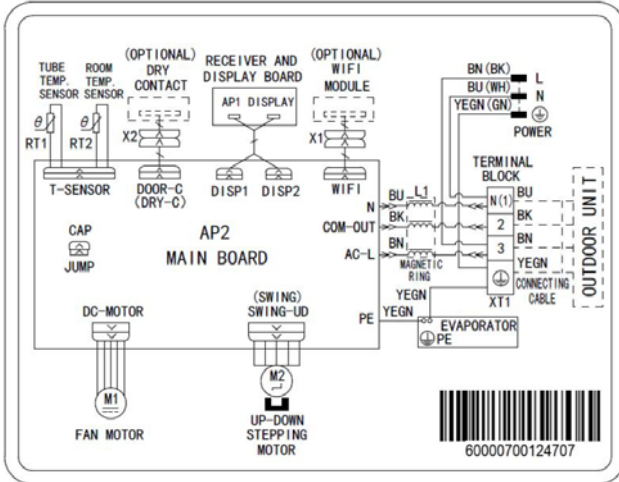 TUBE
TEMP.
SENSOR
ROOM
TEMP.
SENSOR
(OPTIONAL)
DRY
CONTACT
RECEIVER AND
DISPLAY BOARD
(OPTIONAL)
WIFI
MODULE
AP1 DISPLAY
θ
RT1
θ
RT2
X2
X1
BN(BK)
L
BU(WH)
N
YEGN(GN)
POWER
T-SENSOR
DOOR-C
(DRY-C)
DISP1
DISP2
WIFI
CAP
JUMP
AP2
MAIN BOARD
N
BU
L1
COM-OUT
BK
AC-L
BN
MAGNETIC
RING
TERMINAL
BLOCK
N(1)
BU
2
BK
3
BN
YEGN
CONNECTING
CABLE
XT1
OUTDOOR UNIT
DC-MOTOR
(SWING)
SWING-UD
PE
YEGN
YEGN
EVAPORATOR
PE
M1
FAN MOTOR
M2
UP-DOWN
STEPPING
MOTOR
60000700124707